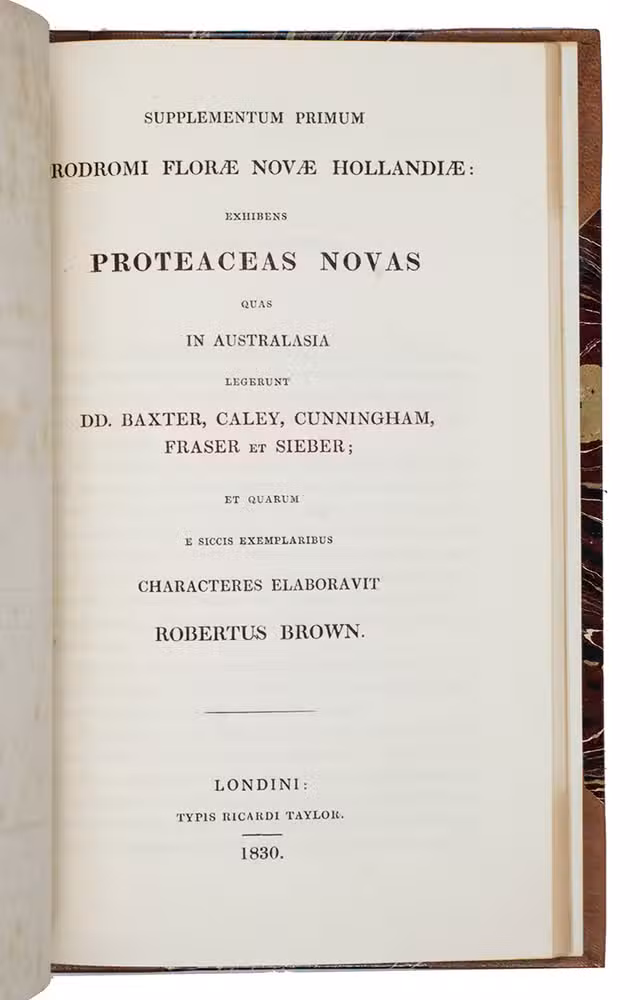 SUPPLEMENTUM PRIMUM
RODROMI FLORÆ NOVÆ HOLLANDIÆ:
EXHIBENS
PROTEACEAS NOVAS
QUAS
IN AUSTRALASIA
LEGERUNT
DD. BAXTER, CALEY, CUNNINGHAM,
FRASER ET SIEBER;
ET QUARUM
E SICCIS EXEMPLARIBUS
CHARACTERES ELABORAVIT
ROBERTUS BROWN.
LONDINI:
TYPIS RICARDI TAYLOR.
1830.